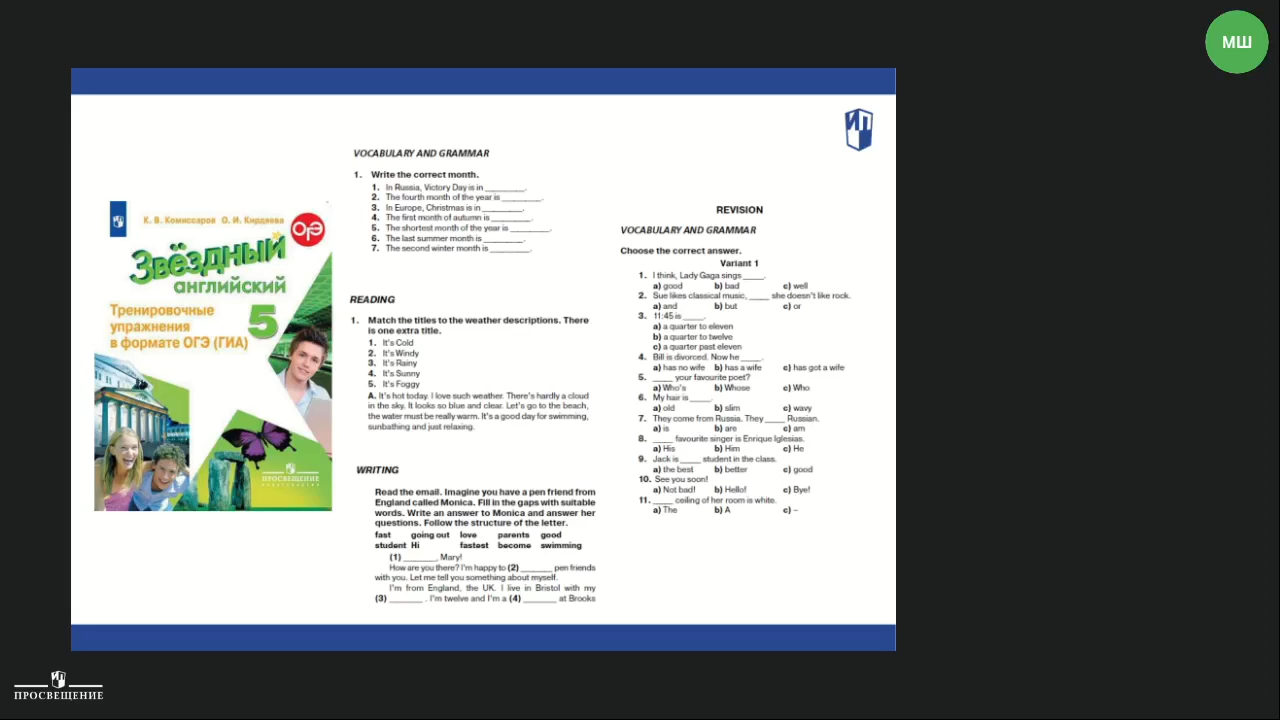 МШ
ИП
К. В. Комиссаров О. И. Кирдяева
ОГЭ
Звёздный
английский
Тренировочные
упражнения
в формате ОГЭ (ГИА)
5
ПРОСВЕЩЕНИЕ
ИЗДАТЕЛЬСТВО
VOCABULARY AND GRAMMAR
1. Write the correct month.
1. In Russia, Victory Day is in ________.
2. The fourth month of the year is ________.
3. In Europe, Christmas is in ________.
4. The first month of autumn is ________.
5. The shortest month of the year is ________.
6. The last summer month is ________.
7. The second winter month is ________.
READING
1. Match the titles to the weather descriptions. There
is one extra title.
1. It's Cold
2. It's Windy
3. It's Rainy
4. It's Sunny
5. It's Foggy
A. It's hot today. I love such weather. There's hardly a cloud
in the sky. It looks so blue and clear. Let's go to the beach,
the water must be really warm. It's a good day for swimming,
sunbathing and just relaxing.
WRITING
Read the email. Imagine you have a pen friend from
England called Monica. Fill in the gaps with suitable
words. Write an answer to Monica and answer her
questions. Follow the structure of the letter.
fast going out love parents good
student Hi fastest become swimming
(1) _______, Mary!
How are you there? I'm happy to (2) _______ pen friends
with you. Let me tell you something about myself.
I'm from England, the UK. I live in Bristol with my
(3) _______ . I'm twelve and I'm a (4) _______ at Brooks
REVISION
VOCABULARY AND GRAMMAR
Choose the correct answer.
Variant 1
1. I think, Lady Gaga sings ____.
a) good b) bad c) well
2. Sue likes classical music, ____ she doesn't like rock.
a) and b) but c) or
3. 11:45 is ____.
a) a quarter to eleven
b) a quarter to twelve
c) a quarter past eleven
4. Bill is divorced. Now he ____.
a) has no wife b) has a wife c) has got a wife
5. ____ your favourite poet?
a) Who's b) Whose c) Who
6. My hair is ____.
a) old b) slim c) wavy
7. They come from Russia. They ____ Russian.
a) is b) are c) am
8. ____ favourite singer is Enrique Iglesias.
a) His b) Him c) He
9. Jack is ____ student in the class.
a) the best b) better c) good
10. See you soon!
a) Not bad! b) Hello! c) Bye!
11. ____ ceiling of her room is white.
a) The b) A c) –
ПРОСВЕЩЕНИЕ